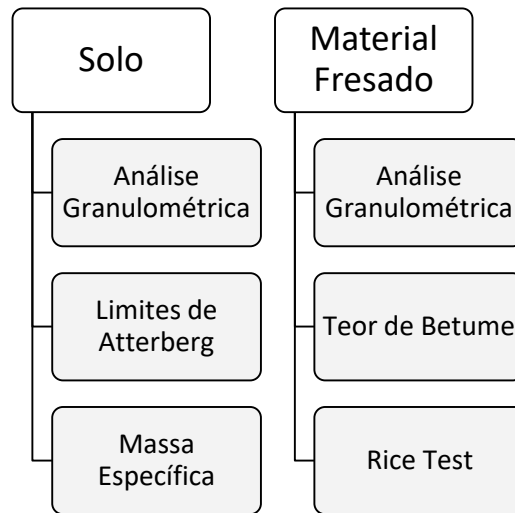 Solo
Análise
Granulométrica
Limites de
Atterberg
Massa
Específica
Material
Fresado
Análise
Granulométrica
Teor de Betume
Rice Test